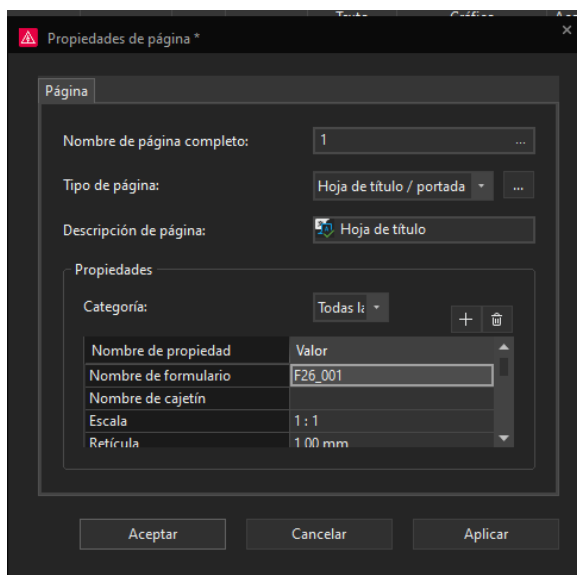 Texto Gráfico
Propiedades de página *
Página
Nombre de página completo: 1 ...
Tipo de página: Hoja de título / portada ...
Descripción de página: Hoja de título
Propiedades
Categoría: Todas la
Nombre de propiedad Valor
Nombre de formulario F26_001
Nombre de cajetín
Escala 1 : 1
Retícula 1.00 mm
Aceptar Cancelar Aplicar